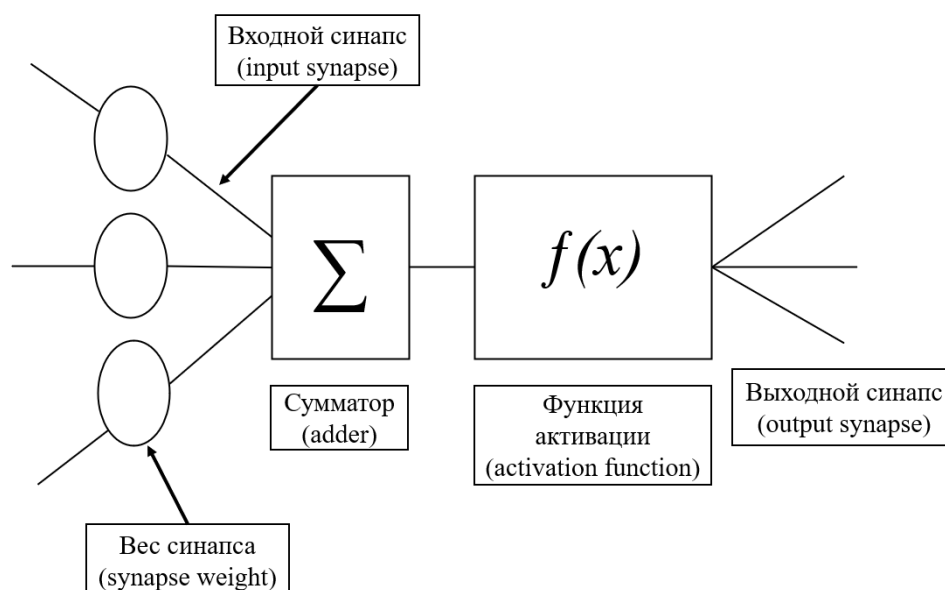 Входной синапс
(input synapse)
∑
f(x)
Сумматор
(adder)
Функция
активации
(activation function)
Выходной синапс
(output synapse)
Вес синапса
(synapse weight)